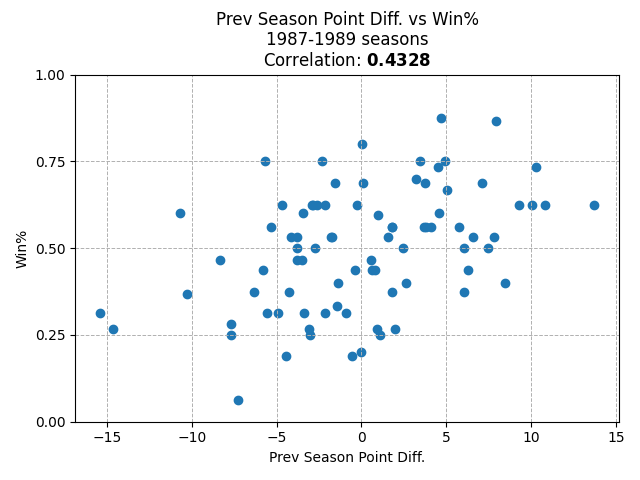 Prev Season Point Diff. vs Win%
1987-1989 seasons
Correlation: 0.4328
1.00
0.75
0.50
0.25
0.00
Win%
−15
−10
−5
0
5
10
15
Prev Season Point Diff.